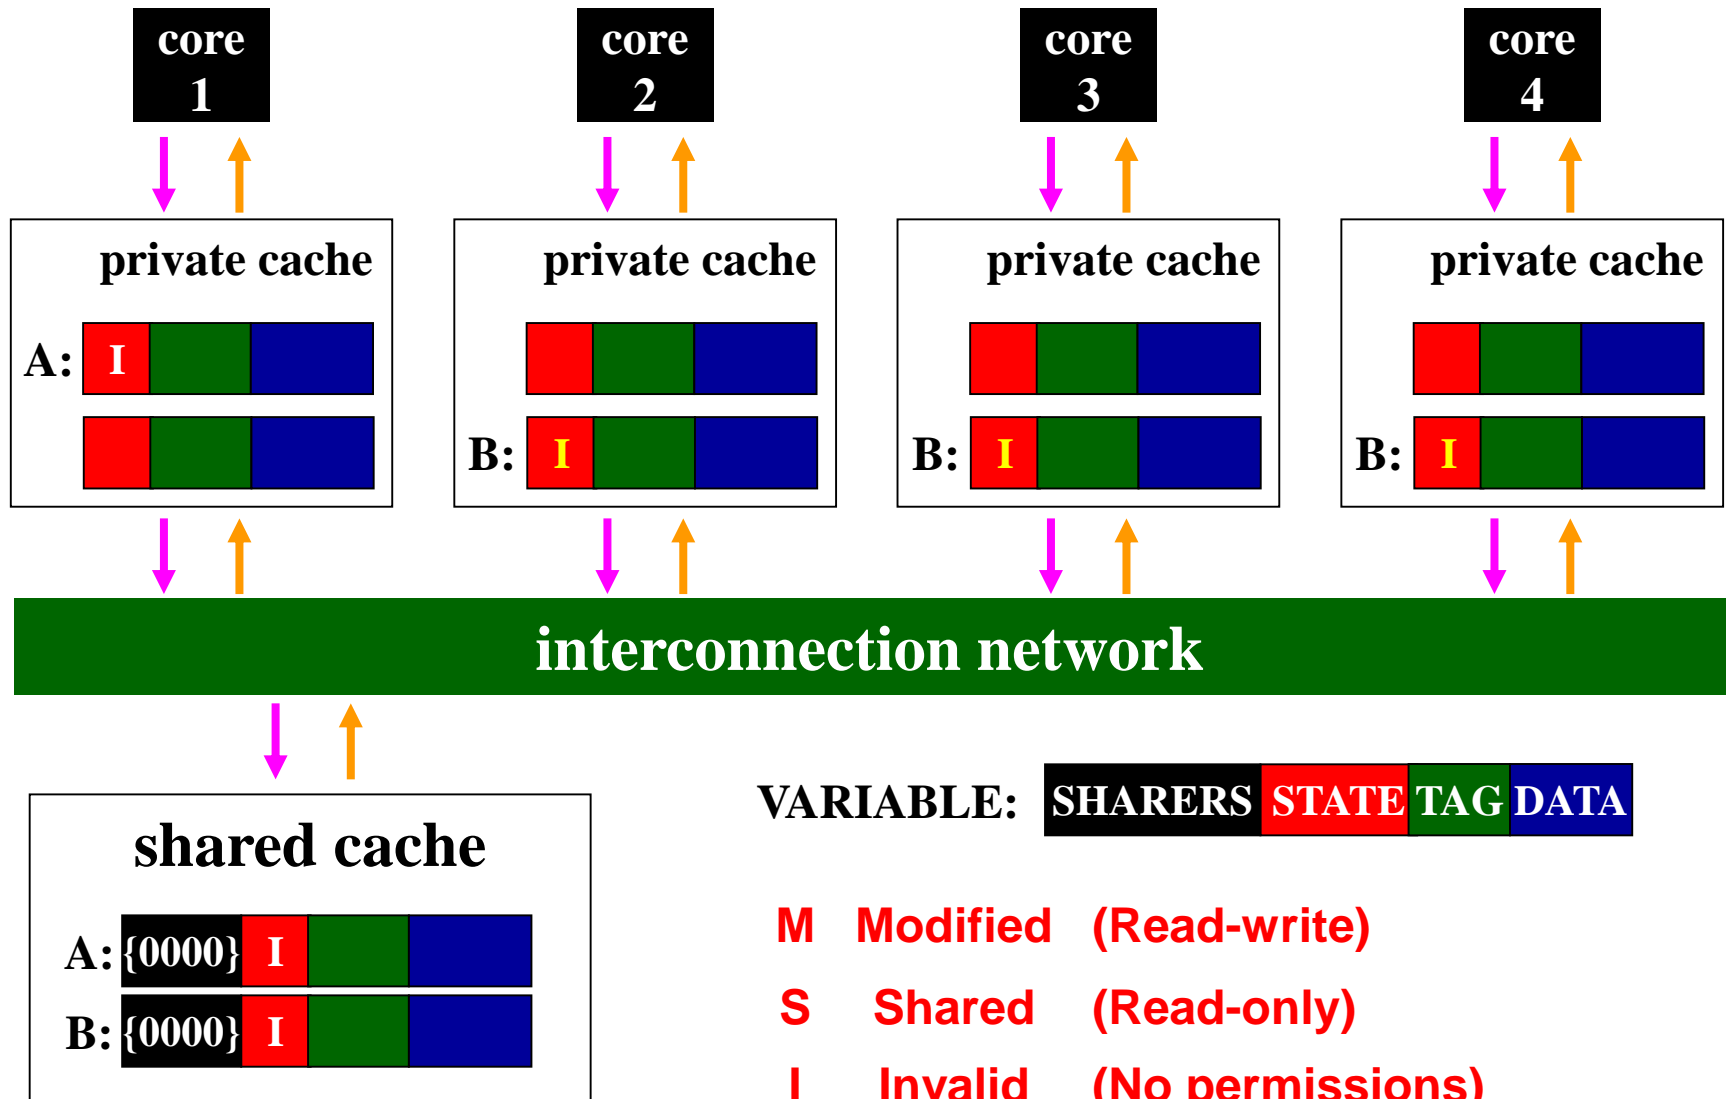 core 1
core 2
core 3
core 4
private cache
private cache
private cache
private cache
A: I
B: I
B: I
B: I
interconnection network
VARIABLE: SHARERS STATE TAG DATA
shared cache
A: {0000} I
B: {0000} I
M Modified (Read-write)
S Shared (Read-only)
I Invalid (No permissions)